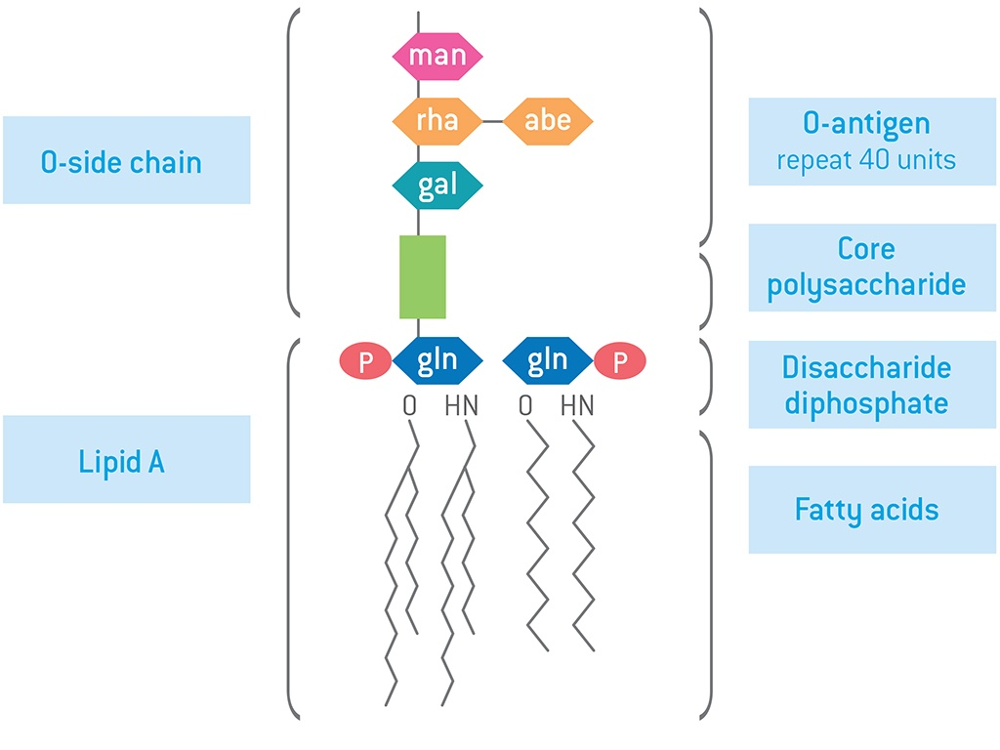 O-side chain
Lipid A
man
rha abe
gal
P gln gln P
O HN O HN
O-antigen
repeat 40 units
Core
polysaccharide
Disaccharide
diphosphate
Fatty acids